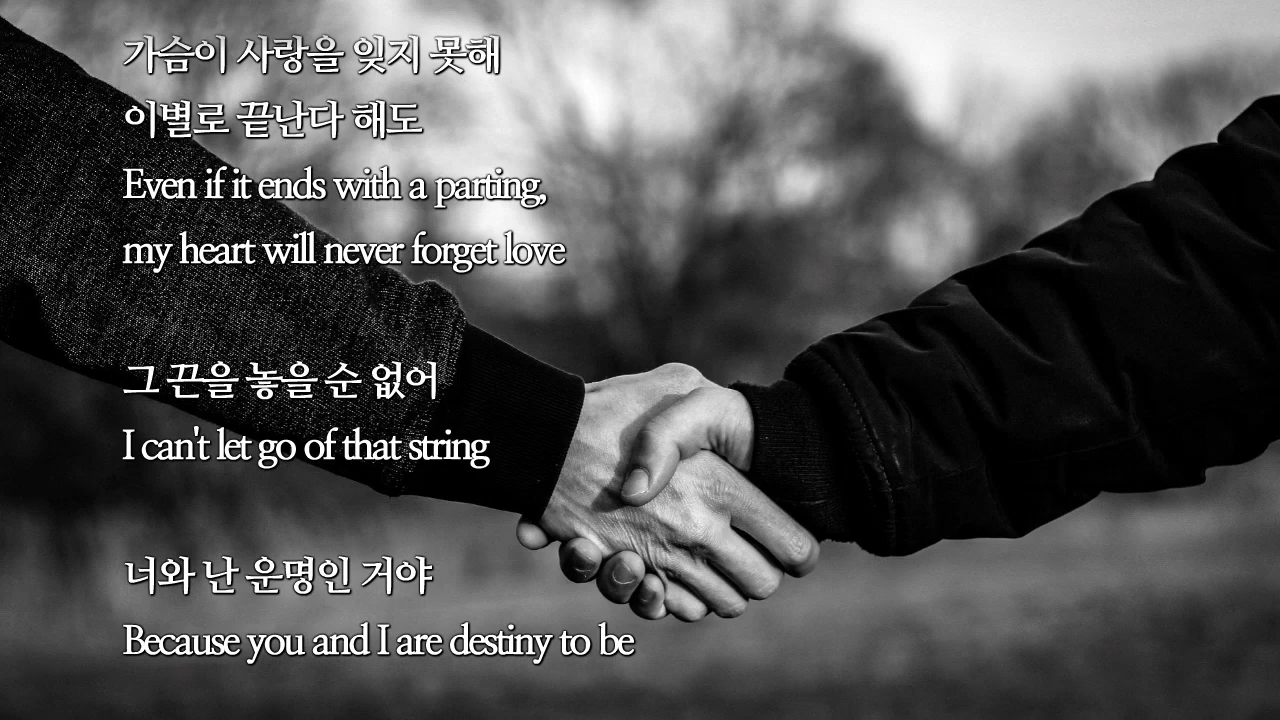 가슴이 사랑을 잊지 못해
이별로 끝난다 해도
Even if it ends with a parting,
my heart will never forget love
그 끈을 놓을 순 없어
I can't let go of that string
너와 난 운명인 거야
Because you and I are destiny to be